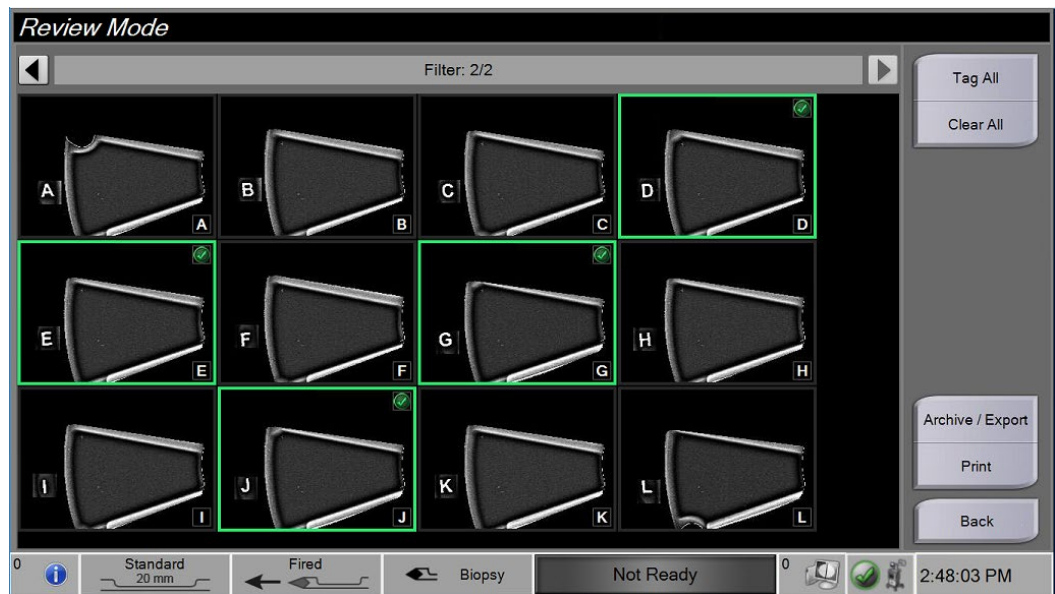 Review Mode
Filter: 2/2
Tag All
Clear All
A A
B B
C C
D D
E E
F F
G G
H H
I I
J J
K K
L L
Archive / Export
Print
Back
0
Standard
20 mm
Fired
Biopsy
Not Ready
0
2:48:03 PM